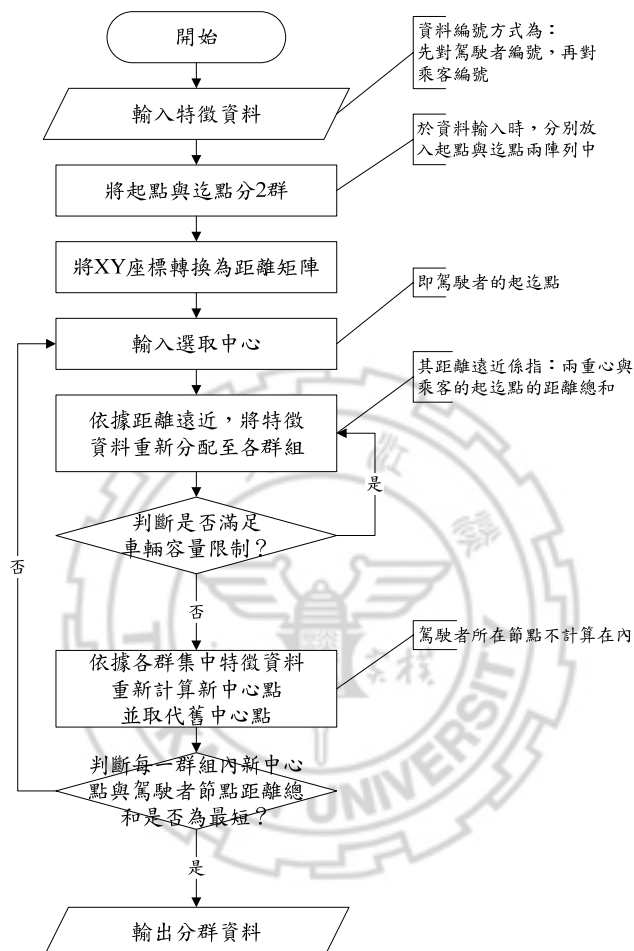 開始
資料編號方式為：
先對駕駛者編號，再對
乘客編號
輸入特徵資料
於資料輸入時，分別放
入起點與迄點兩陣列中
將起點與迄點分2群
將XY座標轉換為距離矩陣
即駕駛者的起迄點
輸入選取中心
其距離遠近係指：兩重心與
乘客的起迄點的距離總和
依據距離遠近，將特徵
資料重新分配至各群組
是
判斷是否滿足
車輛容量限制？
否
否
駕駛者所在節點不計算在內
依據各群集中特徵資料
重新計算新中心點
並取代舊中心點
判斷每一群組內新中心
點與駕駛者節點距離總
和是否為最短？
UNIVERSITY
是
輸出分群資料